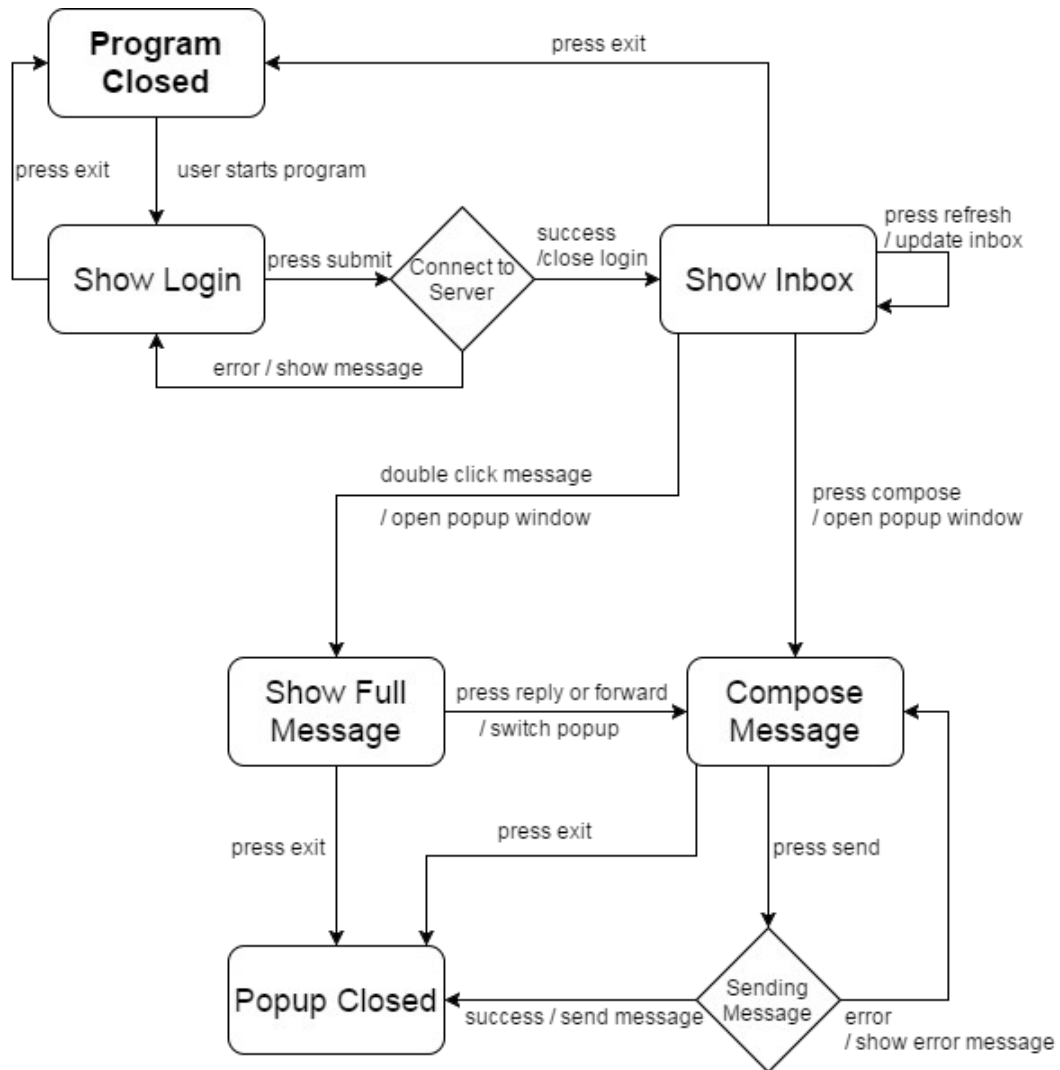 Program
Closed
press exit
press exit
user starts program
Show Login
press submit
Connect to
Server
success
/close login
Show Inbox
press refresh
/ update inbox
error / show message
double click message
/ open popup window
press compose
/ open popup window
Show Full
Message
press reply or forward
/ switch popup
Compose
Message
press exit
press exit
press send
Popup Closed
success / send message
Sending
Message
error
/ show error message